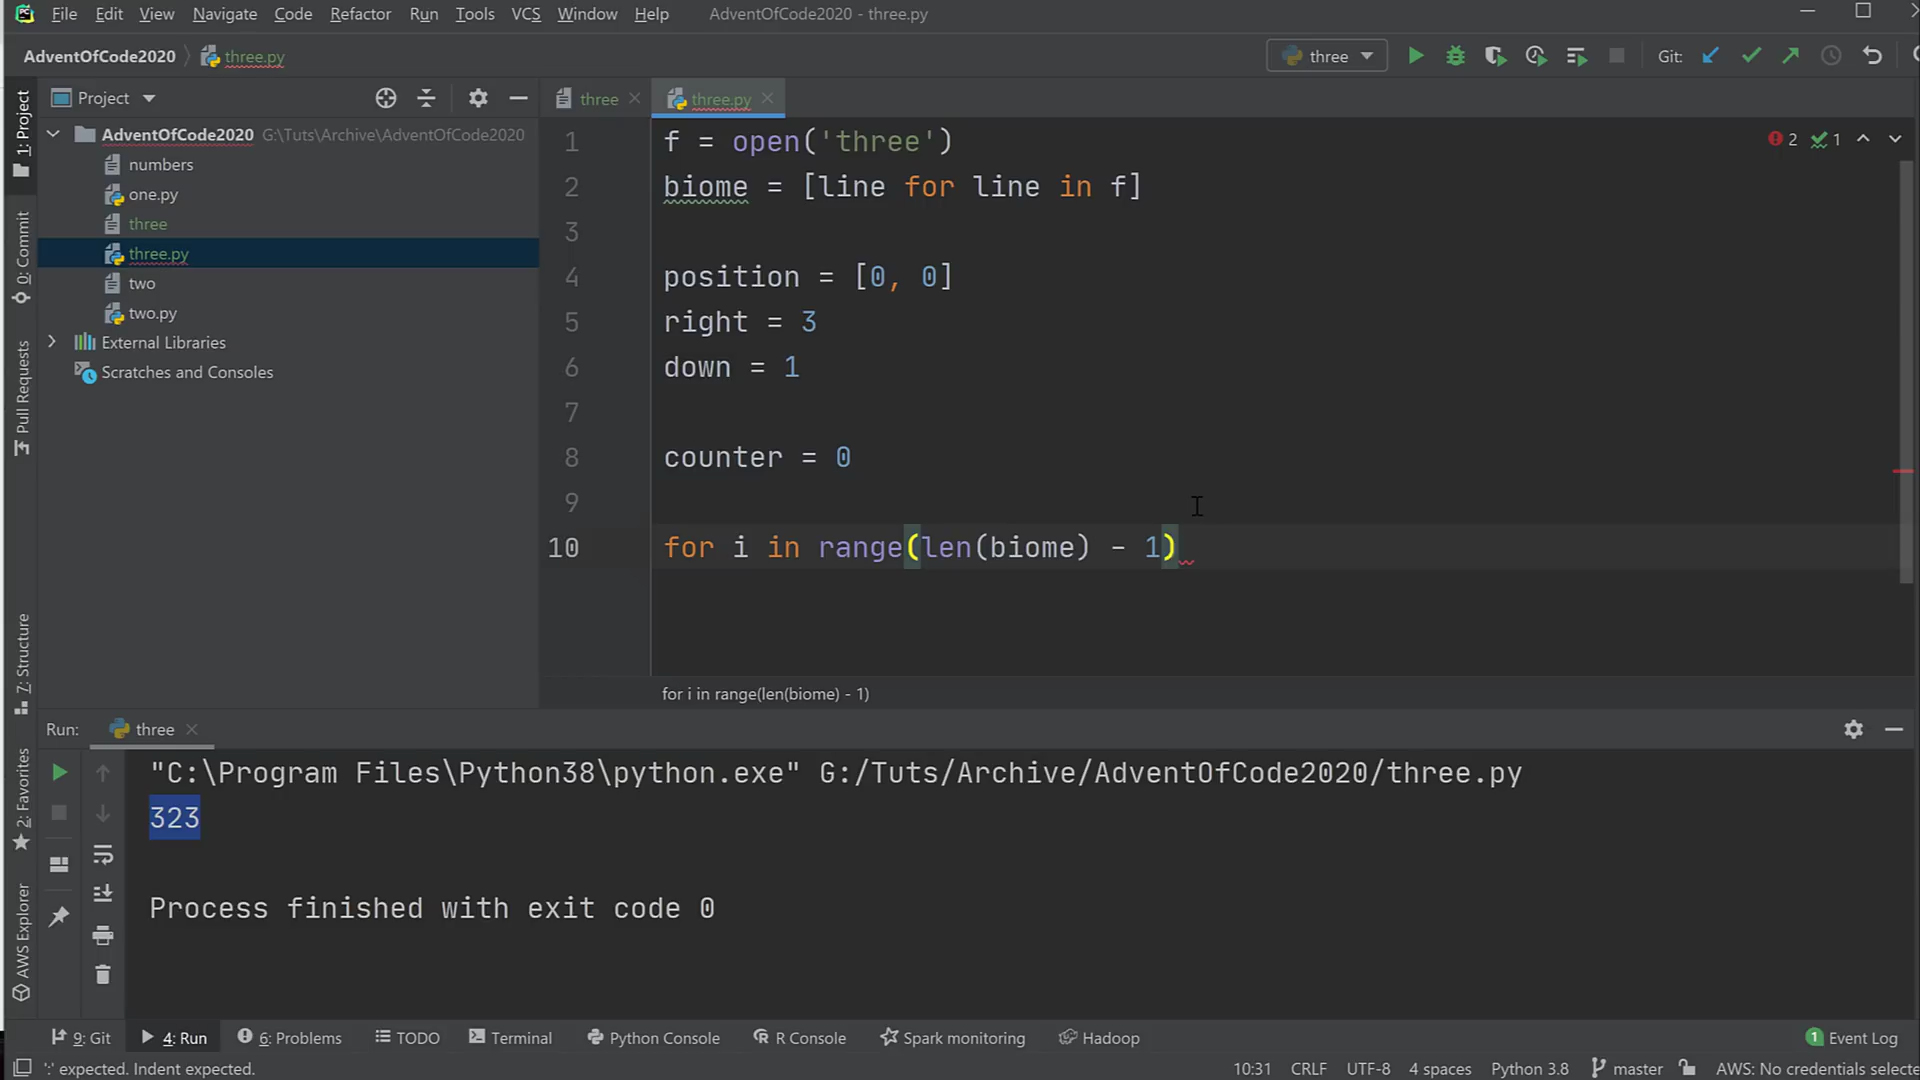 File Edit View Navigate Code Refactor Run Tools VCS Window Help AdventOfCode2020 - three.py
AdventOfCode2020 three.py three Git:
1: Project
0: Commit
Pull Requests
7: Structure
2: Favorites
AWS Explorer
Project
AdventOfCode2020 G:\Tuts\Archive\AdventOfCode2020
numbers
one.py
three
three.py
two
two.py
External Libraries
Scratches and Consoles
three three.py
2 1
1 f = open('three')
2 biome = [line for line in f]
3
4 position = [0, 0]
5 right = 3
6 down = 1
7
8 counter = 0
9
10 for i in range(len(biome) - 1)
for i in range(len(biome) - 1)
Run: three
"C:\Program Files\Python38\python.exe" G:/Tuts/Archive/AdventOfCode2020/three.py
323
Process finished with exit code 0
9: Git 4: Run 6: Problems TODO Terminal Python Console R Console Spark monitoring Hadoop 1 Event Log
':' expected. Indent expected. 10:31 CRLF UTF-8 4 spaces Python 3.8 master AWS: No credentials selecte